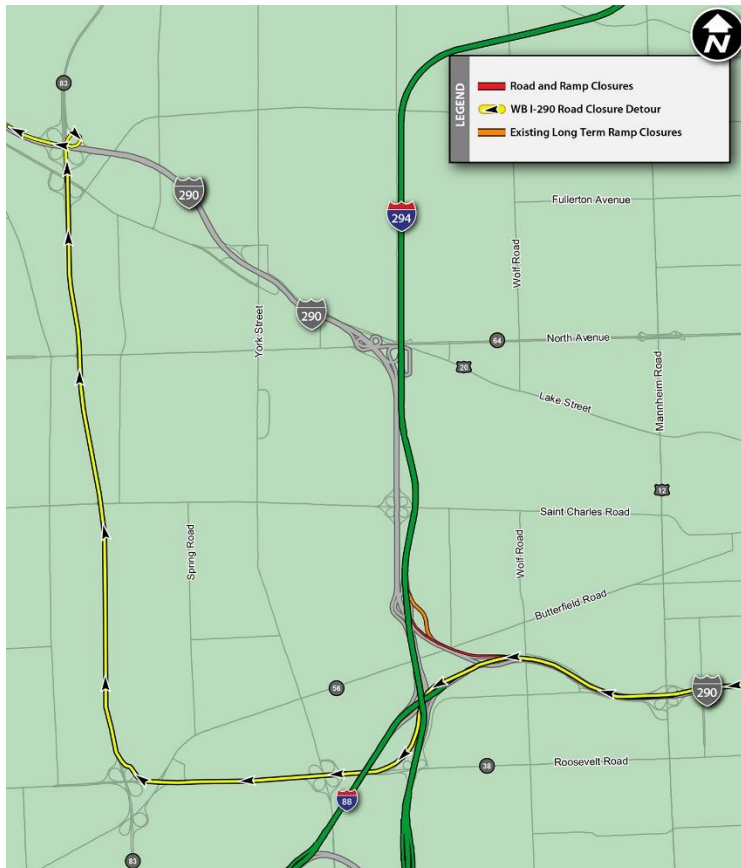 N
LEGEND
Road and Ramp Closures
WB I-290 Road Closure Detour
Existing Long Term Ramp Closures
83
290
294
Fullerton Avenue
Wolf Road
290
York Street
64
North Avenue
20
Lake Street
Mannheim Road
12
Saint Charles Road
Spring Road
Wolf Road
Butterfield Road
56
290
Roosevelt Road
38
88
83